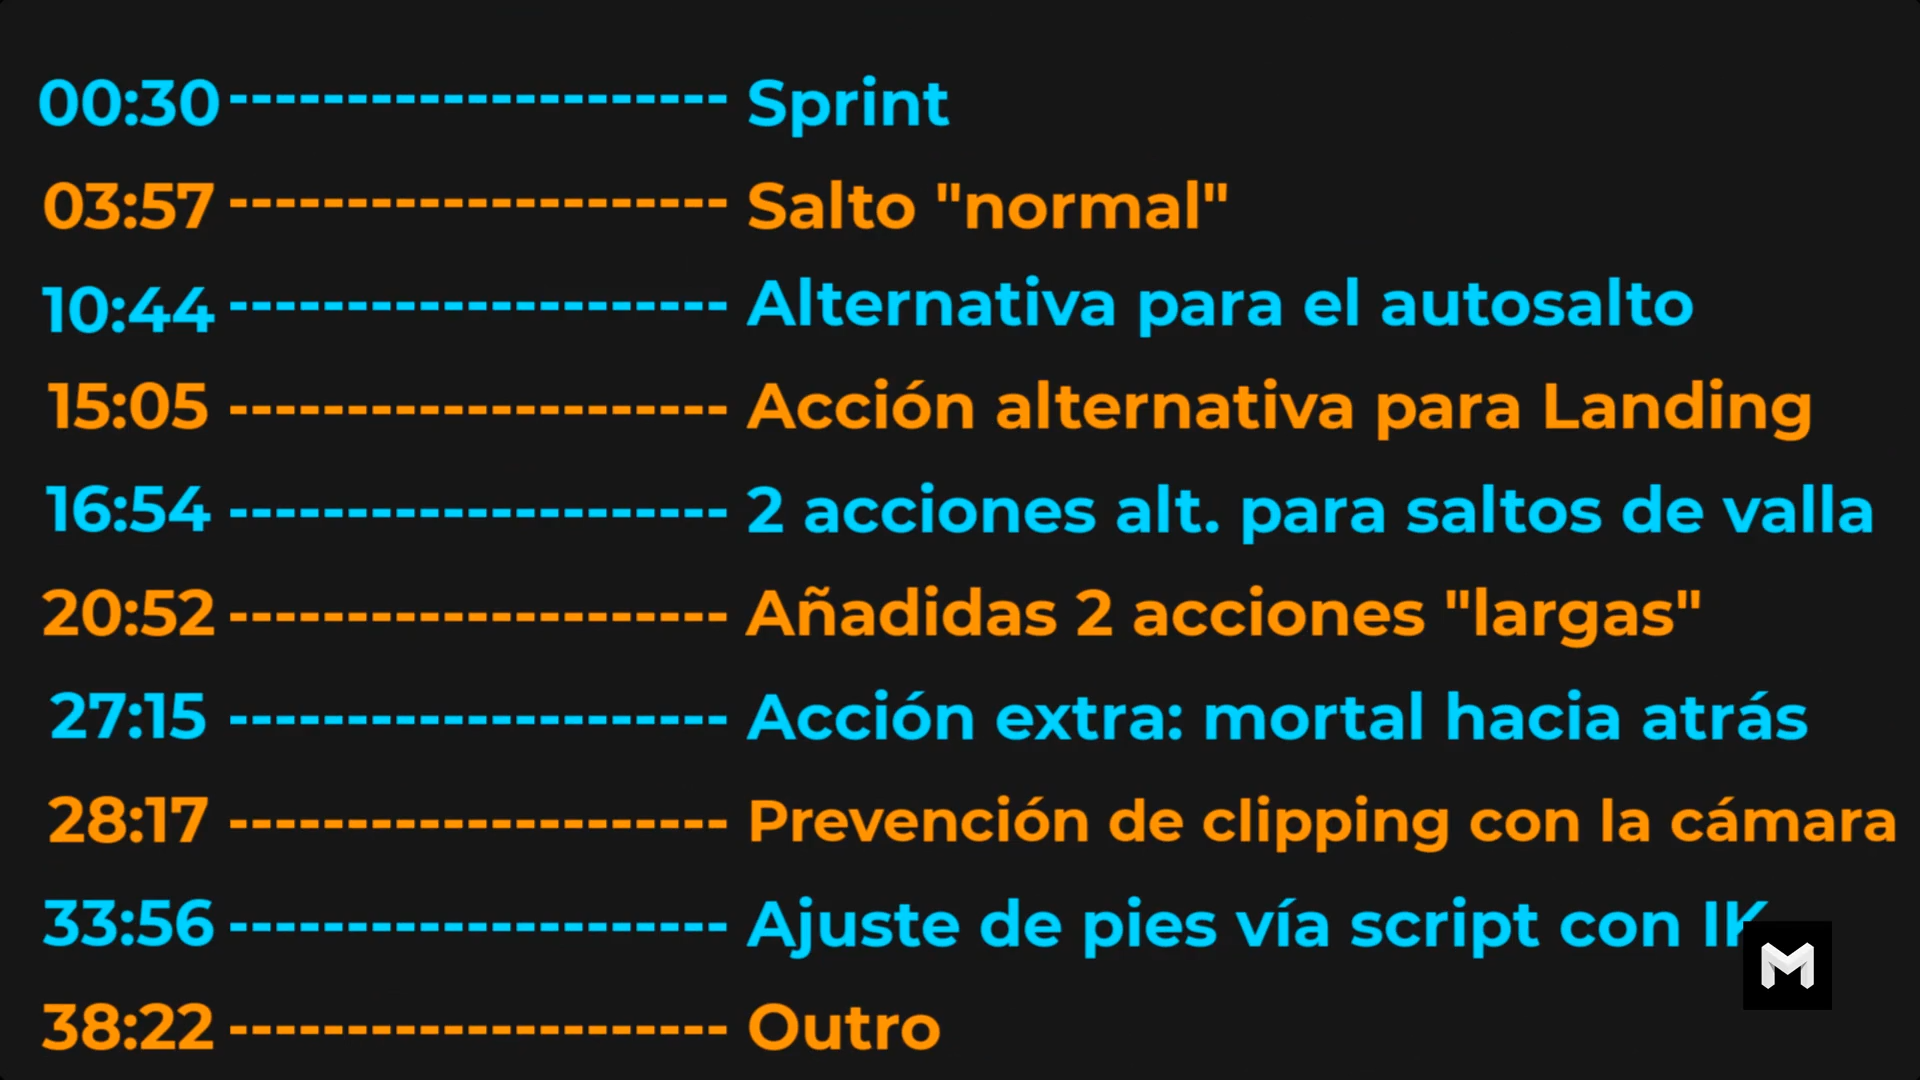 00:30 --------------------- Sprint
03:57 --------------------- Salto "normal"
10:44 --------------------- Alternativa para el autosalto
15:05 --------------------- Acción alternativa para Landing
16:54 --------------------- 2 acciones alt. para saltos de valla
20:52 --------------------- Añadidas 2 acciones "largas"
27:15 --------------------- Acción extra: mortal hacia atrás
28:17 --------------------- Prevención de clipping con la cámara
33:56 --------------------- Ajuste de pies vía script con IK
M
38:22 --------------------- Outro